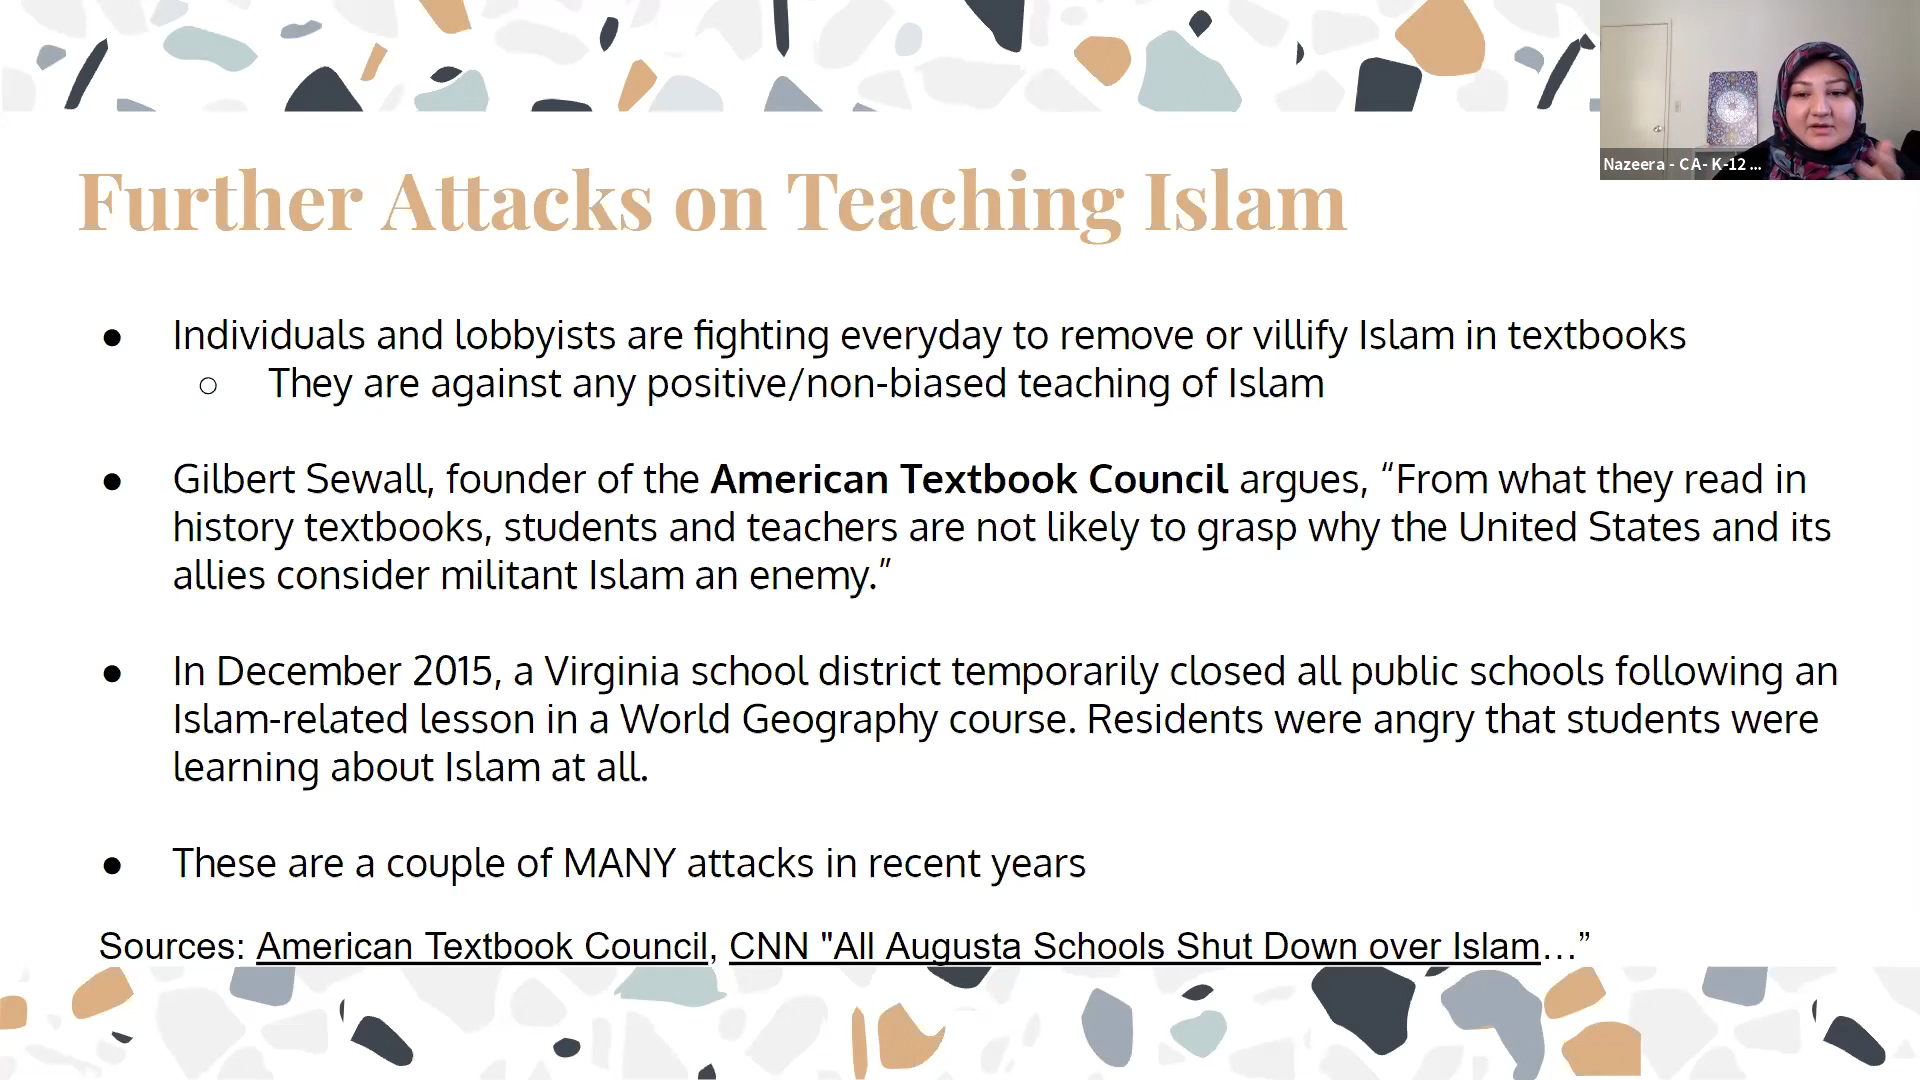 Nazeera - CA- K-12 ...
Further Attacks on Teaching Islam
● Individuals and lobbyists are fighting everyday to remove or villify Islam in textbooks
○ They are against any positive/non-biased teaching of Islam
● Gilbert Sewall, founder of the American Textbook Council argues, “From what they read in
history textbooks, students and teachers are not likely to grasp why the United States and its
allies consider militant Islam an enemy.”
● In December 2015, a Virginia school district temporarily closed all public schools following an
Islam-related lesson in a World Geography course. Residents were angry that students were
learning about Islam at all.
● These are a couple of MANY attacks in recent years
Sources: American Textbook Council, CNN "All Augusta Schools Shut Down over Islam…”